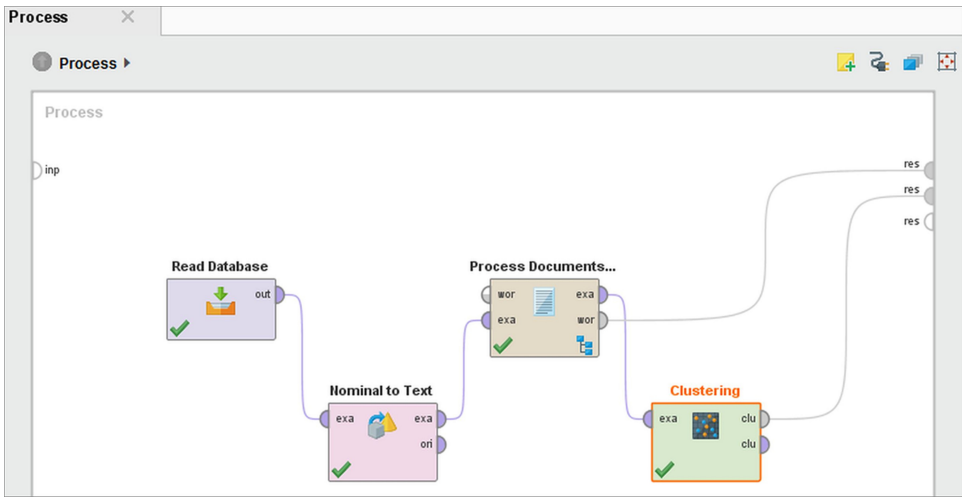 Process
Process
Process
inp
res
res
res
Read Database
out
Process Documents...
wor
exa
exa
wor
Nominal to Text
exa
exa
ori
Clustering
exa
clu
clu